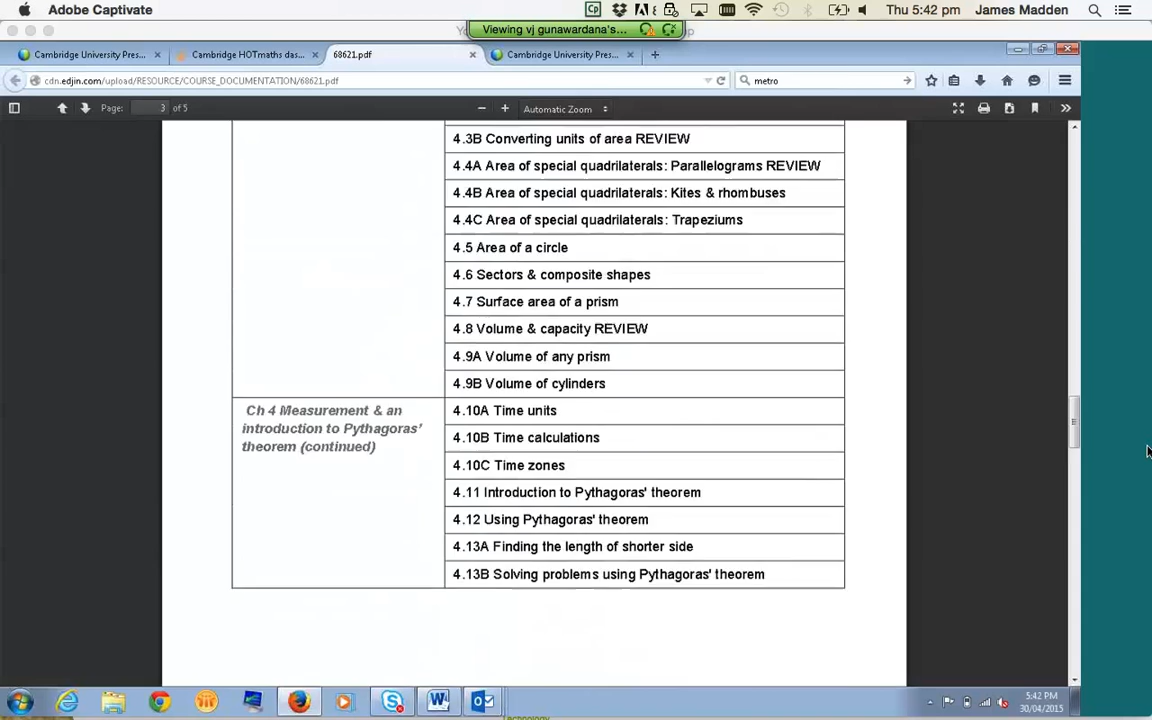 Adobe Captivate
Thu 5:42 pm
James Madden
Viewing vj gunawardana's...
Cambridge University Pres...
Cambridge HOTmaths das...
68621.pdf
Cambridge University Pres...
cdn.edjin.com/upload/RESOURCE/COURSE_DOCUMENTATION/68621.pdf
metro
Page: 3 of 5
Automatic Zoom
4.3B Converting units of area REVIEW
4.4A Area of special quadrilaterals: Parallelograms REVIEW
4.4B Area of special quadrilaterals: Kites & rhombuses
4.4C Area of special quadrilaterals: Trapeziums
4.5 Area of a circle
4.6 Sectors & composite shapes
4.7 Surface area of a prism
4.8 Volume & capacity REVIEW
4.9A Volume of any prism
4.9B Volume of cylinders
Ch 4 Measurement & an
introduction to Pythagoras'
theorem (continued)
4.10A Time units
4.10B Time calculations
4.10C Time zones
4.11 Introduction to Pythagoras' theorem
4.12 Using Pythagoras' theorem
4.13A Finding the length of shorter side
4.13B Solving problems using Pythagoras' theorem
5:42 PM
30/04/2015
Technology